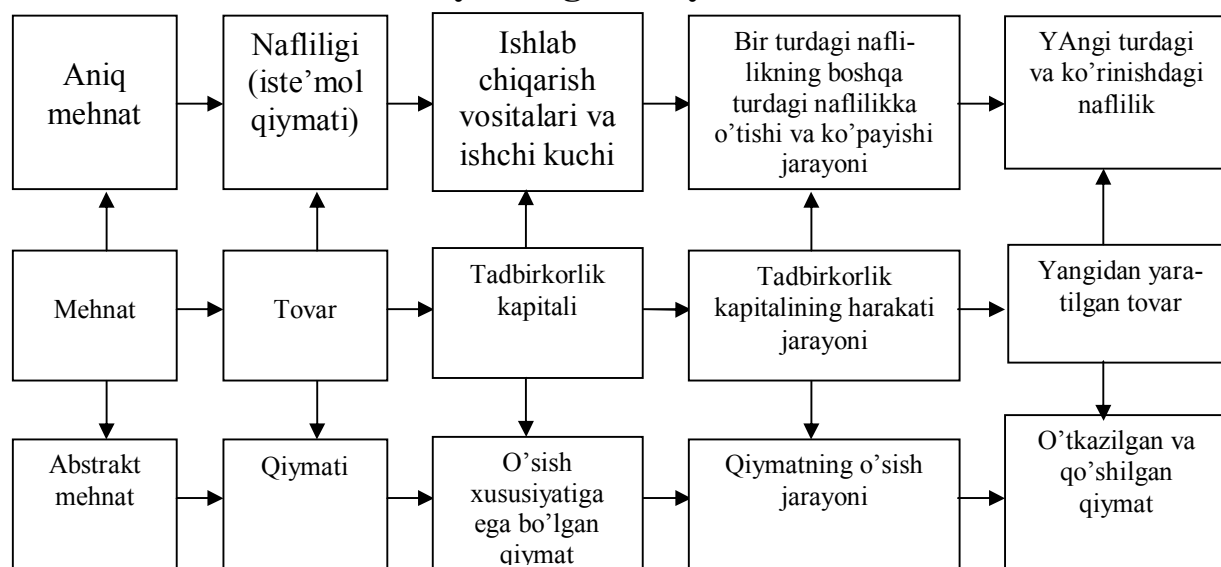 Aniq
mehnat
Nafliligi
(iste’mol
qiymati)
Ishlab
chiqarish
vositalari va
ishchi kuchi
Bir turdagi nafli-
likning boshqa
turdagi naflilikka
o’tishi va ko’payishi
jarayoni
YAngi turdagi
va ko’rinishdagi
naflilik
Mehnat
Tovar
Tadbirkorlik
kapitali
Tadbirkorlik
kapitalining harakati
jarayoni
Yangidan yara-
tilgan tovar
Abstrakt
mehnat
Qiymati
O’sish
xususiyatiga
ega bo’lgan
qiymat
Qiymatning o’sish
jarayoni
O’tkazilgan va
qo’shilgan
qiymat